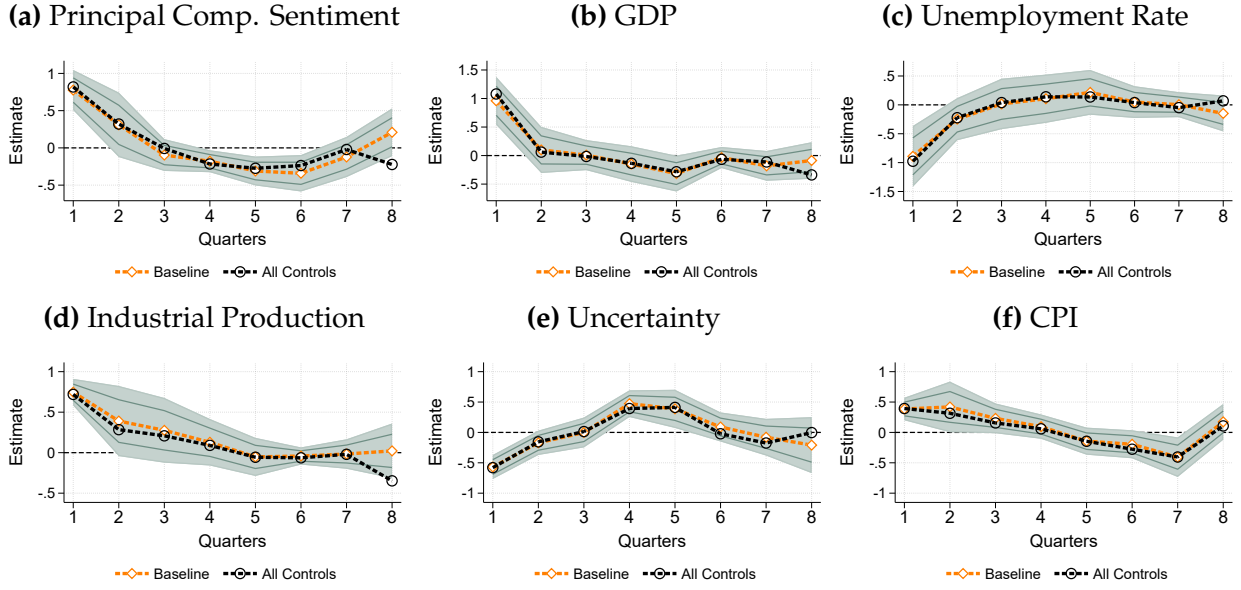 (a) Principal Comp. Sentiment
Estimate
1
.5
0
-.5
1 2 3 4 5 6 7 8
Quarters
Baseline All Controls
(b) GDP
Estimate
1.5
1
.5
0
-.5
1 2 3 4 5 6 7 8
Quarters
Baseline All Controls
(c) Unemployment Rate
Estimate
.5
0
-.5
-1
-1.5
1 2 3 4 5 6 7 8
Quarters
Baseline All Controls
(d) Industrial Production
Estimate
1
.5
0
-.5
1 2 3 4 5 6 7 8
Quarters
Baseline All Controls
(e) Uncertainty
Estimate
1
.5
0
-.5
-1
1 2 3 4 5 6 7 8
Quarters
Baseline All Controls
(f) CPI
Estimate
1
.5
0
-.5
-1
1 2 3 4 5 6 7 8
Quarters
Baseline All Controls